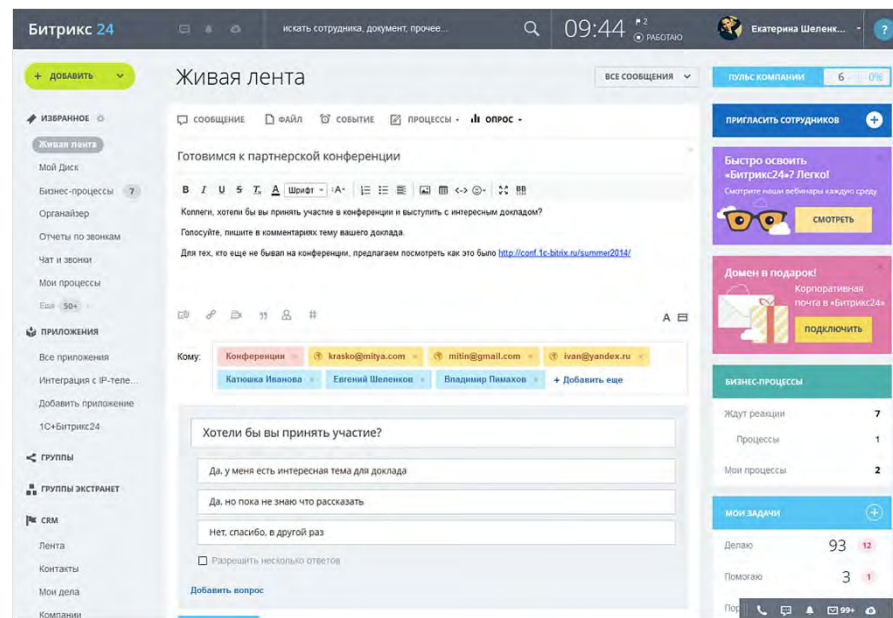 Битрикс 24
искать сотрудника, документ, прочее...
09:44
2
РАБОТАЮ
Екатерина Шеленк...
?
+ ДОБАВИТЬ
ИЗБРАННОЕ
Живая лента
Мой Диск
Бизнес-процессы 7
Органайзер
Отчеты по звонкам
Чат и звонки
Мои процессы
Ещё 50+
ПРИЛОЖЕНИЯ
Все приложения
Интеграция с IP-теле...
Добавить приложение
1С+Битрикс24
ГРУППЫ
ГРУППЫ ЭКСТРАНЕТ
CRM
Лента
Контакты
Мои дела
Компании
Живая лента
ВСЕ СООБЩЕНИЯ
СООБЩЕНИЕ ФАЙЛ СОБЫТИЕ ПРОЦЕССЫ ОПРОС
Готовимся к партнерской конференции
B I U S T A Шрифт A
Коллеги, хотели бы вы принять участие в конференции и выступить с интересным докладом?
Голосуйте, пишите в комментариях тему вашего доклада.
Для тех, кто еще не бывал на конференции, предлагаем посмотреть как это было http://conf.1c-bitrix.ru/summer2014/
A
Кому: Конференции × krasko@mitya.com × mitin@gmail.com × ivan@yandex.ru ×
Катюшка Иванова × Евгений Шеленков × Владимир Пимахов × + Добавить еще
Хотели бы вы принять участие?
Да, у меня есть интересная тема для доклада
Да, но пока не знаю что рассказать
Нет, спасибо, в другой раз
Разрешить несколько ответов
Добавить вопрос
ПУЛЬС КОМПАНИИ 6 0%
ПРИГЛАСИТЬ СОТРУДНИКОВ +
Быстро освоить
«Битрикс24»? Легко!
Смотрите наши вебинары каждую среду
СМОТРЕТЬ
Домен в подарок!
Корпоративная
почта в «Битрикс24»
ПОДКЛЮЧИТЬ
БИЗНЕС-ПРОЦЕССЫ
Ждут реакции 7
Процессы 1
Мои процессы 2
МОИ ЗАДАЧИ +
Делаю 93 12
Помогаю 3 1
99+